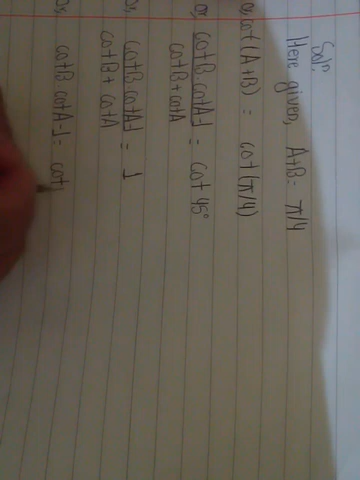 Soln.
Here given, A+B = π/4
or, cot (A+B) = cot (π/4)
or, cotB. cotA-1 / cotB + cotA = cot 45°
or, cotB. cotA-1 / cotB + cotA = 1
or, cotB. cotA-1 = cot